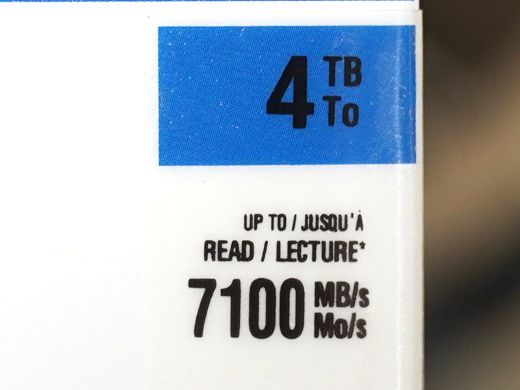 4 TB
To
UP TO / JUSQU'À
READ / LECTURE*
7100 MB/s
Mo/s